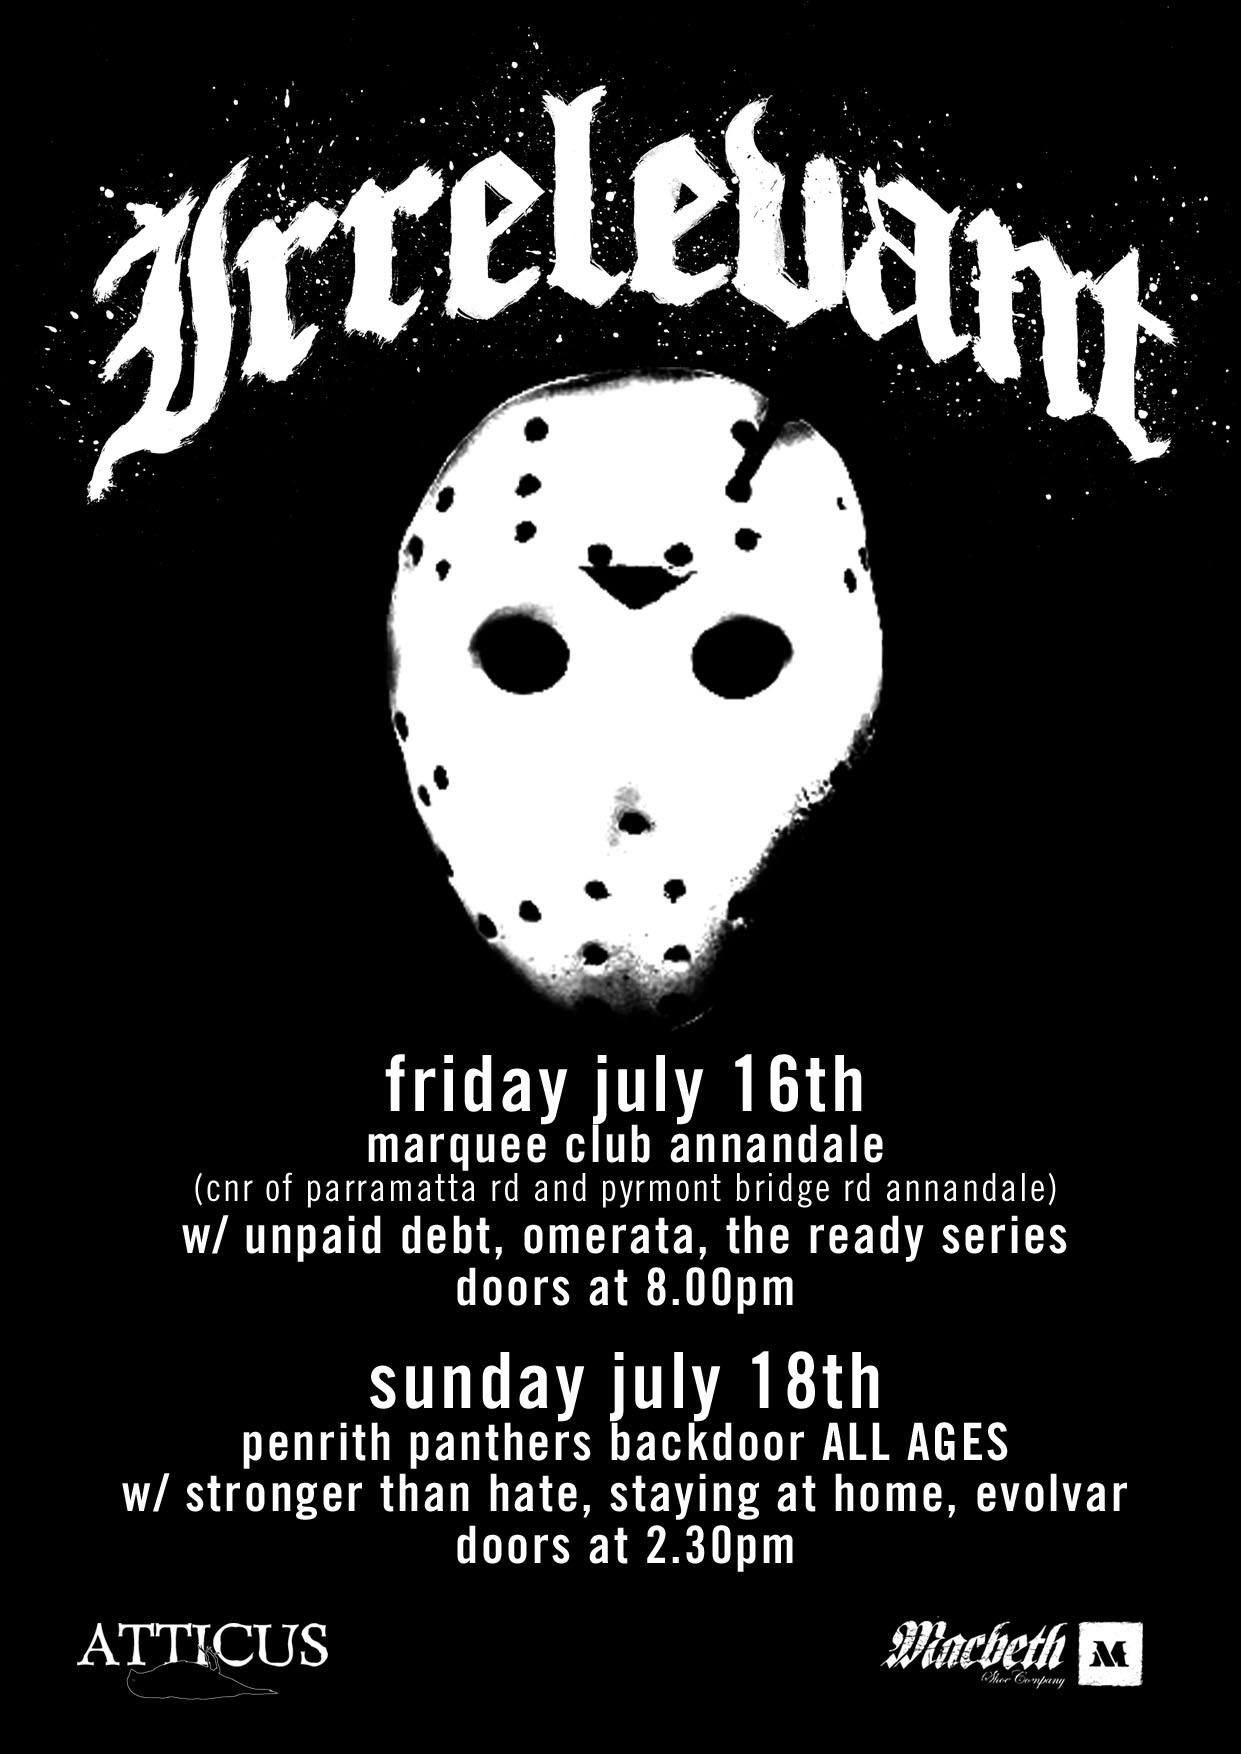 Irrelevant
friday july 16th
marquee club annandale
(cnr of parramatta rd and pyrmont bridge rd annandale)
w/ unpaid debt, omerata, the ready series
doors at 8.00pm
sunday july 18th
penrith panthers backdoor ALL AGES
w/ stronger than hate, staying at home, evolvar
doors at 2.30pm
ATTICUS
Macbeth M
Shoe Company